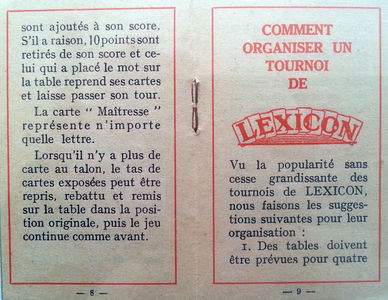 sont ajoutés à son score.
S'il a raison, 10 points sont
retirés de son score et ce-
lui qui a placé le mot sur
la table reprend ses cartes
et laisse passer son tour.
La carte " Maîtresse "
représente n'importe
quelle lettre.
Lorsqu'il n'y a plus de
carte au talon, le tas de
cartes exposées peut être
repris, rebattu et remis
sur la table dans la posi-
tion originale, puis le jeu
continue comme avant.
— 8 —
COMMENT
ORGANISER UN
TOURNOI
DE
LEXICON
Vu la popularité sans
cesse grandissante des
tournois de LEXICON,
nous faisons les sugges-
tions suivantes pour leur
organisation :
1. Des tables doivent
être prévues pour quatre
— 9 —